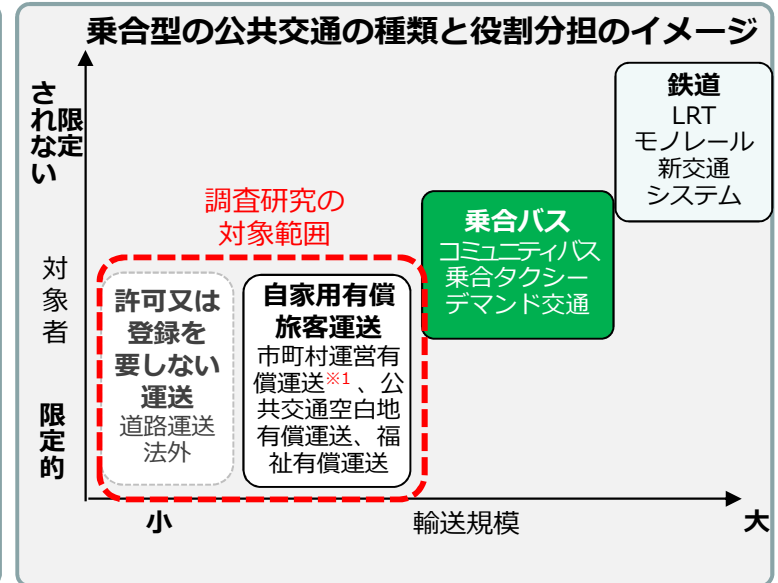 乗合型の公共交通の種類と役割分担のイメージ
限定
されない
対象者
限定的
鉄道
LRT
モノレール
新交通
システム
調査研究の
対象範囲
乗合バス
コミュニティバス
乗合タクシー
デマンド交通
許可又は
登録を
要しない
運送
道路運送
法外
自家用有償
旅客運送
市町村運営有
償運送※1、公
共交通空白地
有償運送、福
祉有償運送
小
輸送規模
大